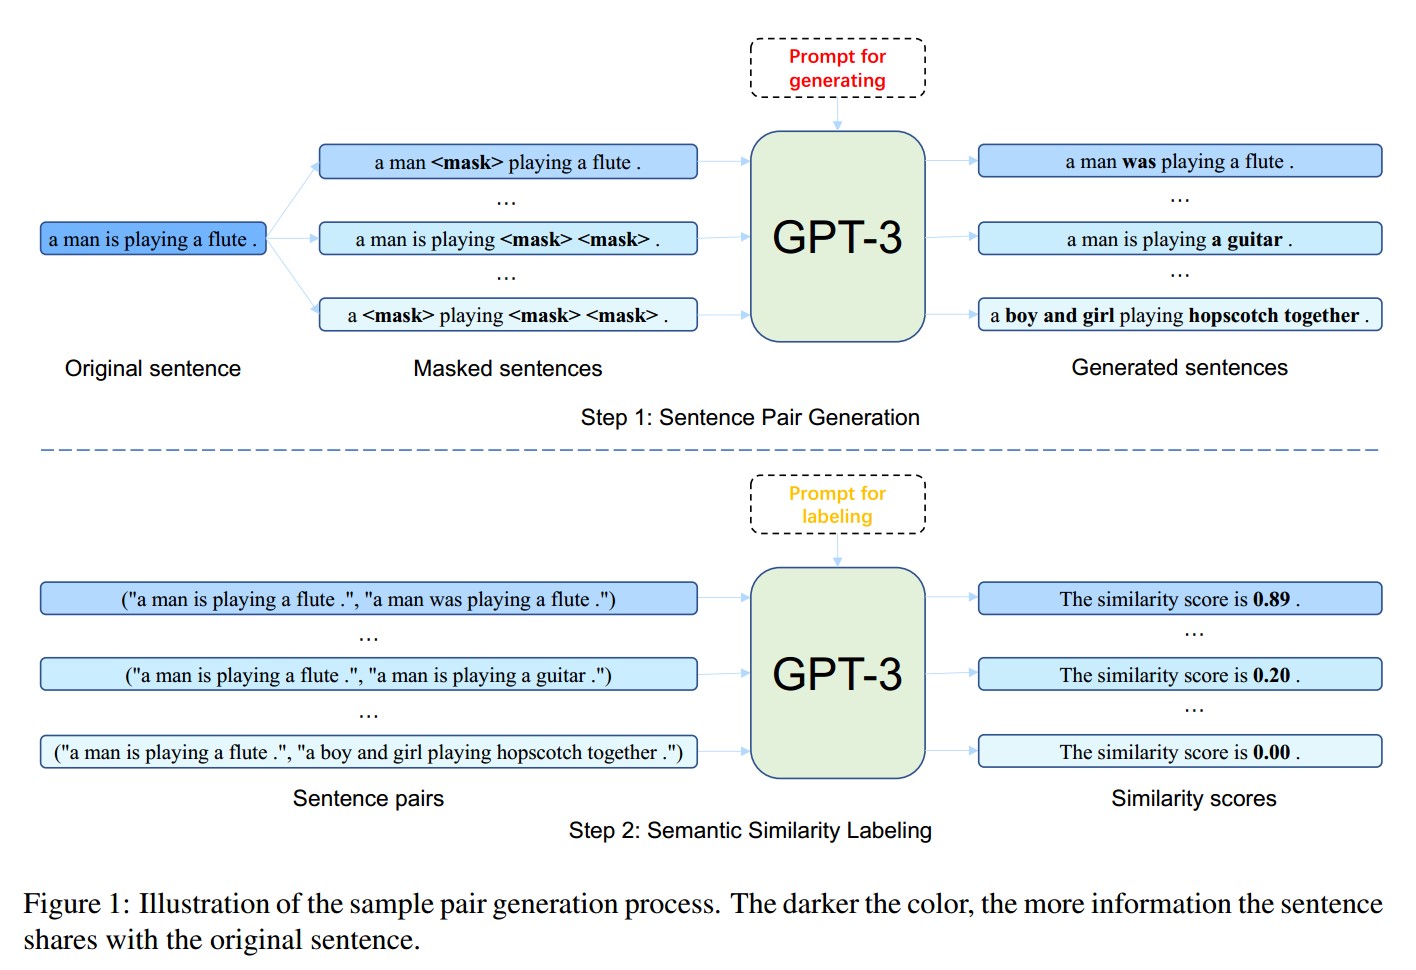 Prompt for
generating
a man <mask> playing a flute .
a man was playing a flute .
...
...
a man is playing a flute .
a man is playing <mask> <mask> .
GPT-3
a man is playing a guitar .
...
...
a <mask> playing <mask> <mask> .
a boy and girl playing hopscotch together .
Original sentence
Masked sentences
Generated sentences
Step 1: Sentence Pair Generation
Prompt for
labeling
("a man is playing a flute .", "a man was playing a flute .")
The similarity score is 0.89 .
...
...
("a man is playing a flute .", "a man is playing a guitar .")
GPT-3
The similarity score is 0.20 .
...
...
("a man is playing a flute .", "a boy and girl playing hopscotch together .")
The similarity score is 0.00 .
Sentence pairs
Similarity scores
Step 2: Semantic Similarity Labeling
Figure 1: Illustration of the sample pair generation process. The darker the color, the more information the sentence
shares with the original sentence.